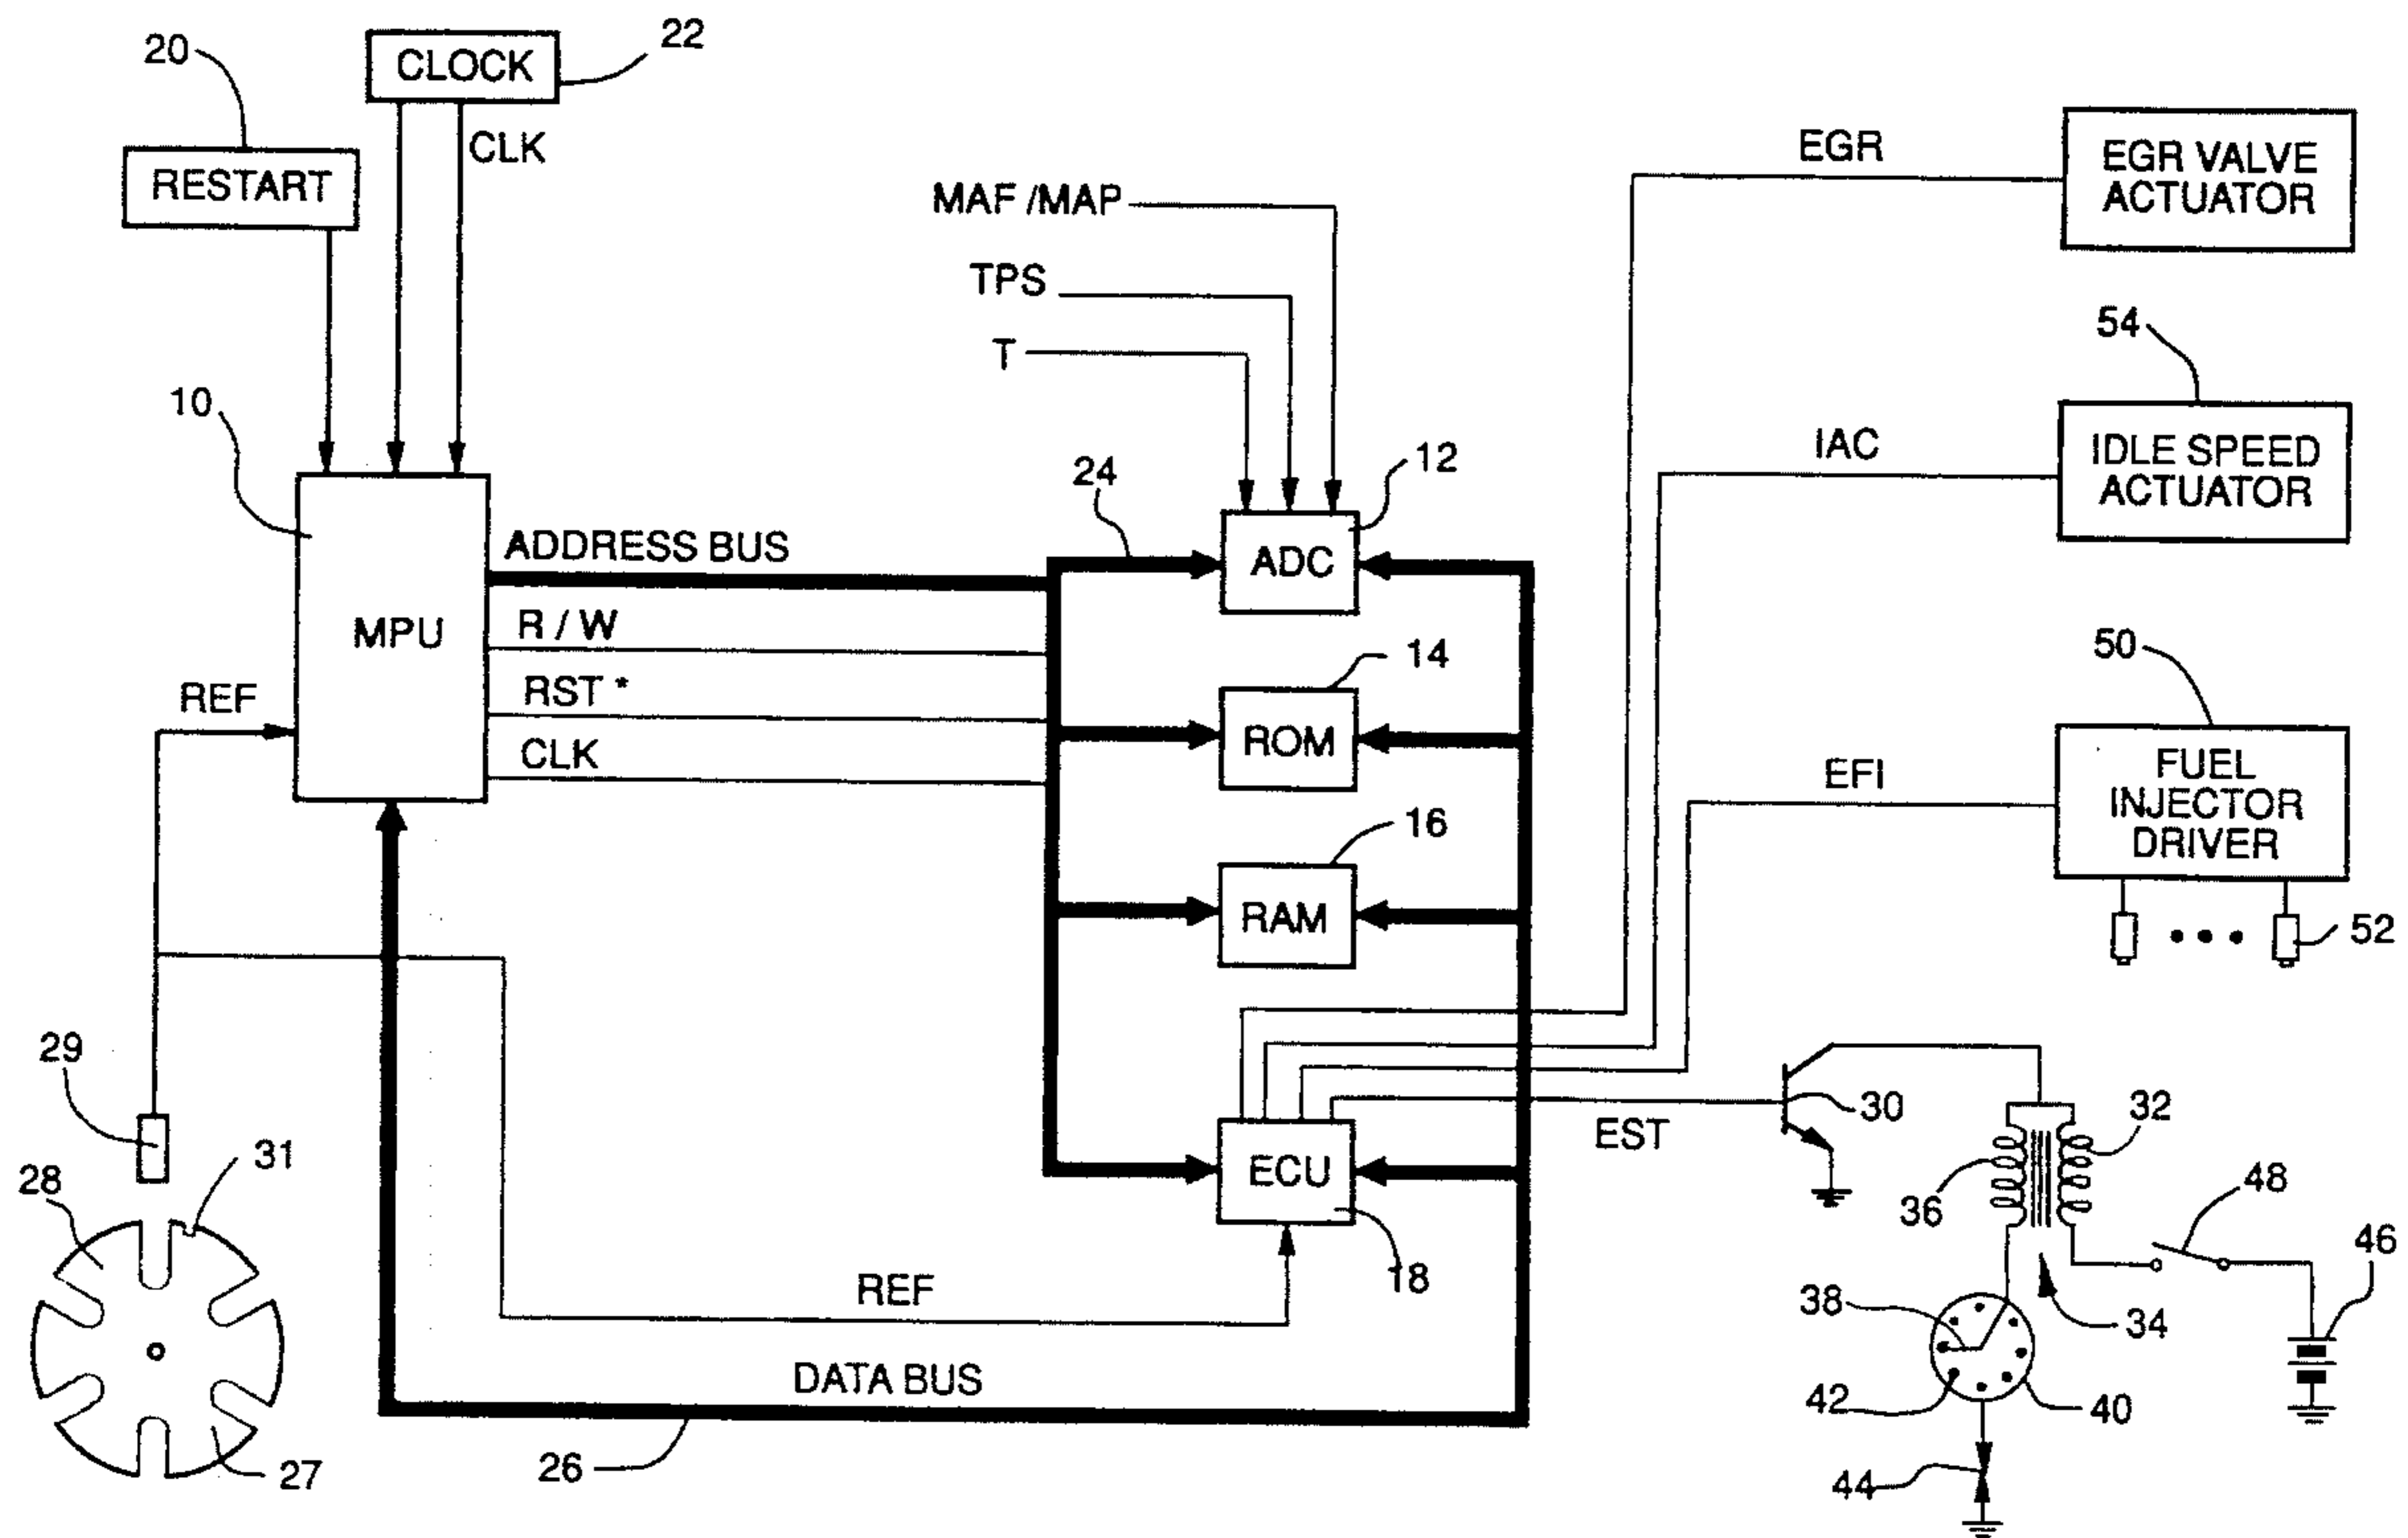 20
CLOCK
22
CLK
RESTART
EGR
EGR VALVE
ACTUATOR
MAF /MAP
TPS
T
54
10
IAC
IDLE SPEED
ACTUATOR
24
12
ADDRESS BUS
ADC
R / W
MPU
14
50
REF
RST *
ROM
CLK
EFI
FUEL
INJECTOR
DRIVER
16
RAM
52
29
31
28
EST
30
32
ECU
36
48
18
46
REF
38
34
DATA BUS
42
40
26
27
44